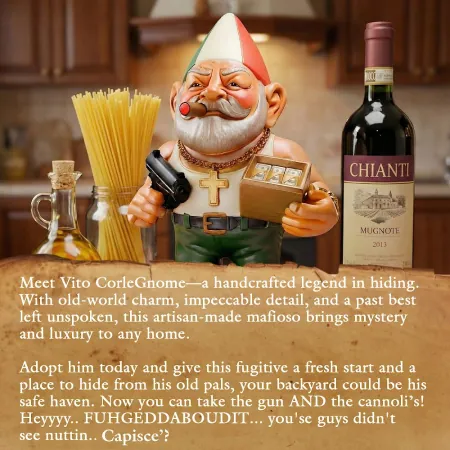 CHIANTI
MUGNOTE
2013
Meet Vito CorleGnome—a handcrafted legend in hiding.
With old-world charm, impeccable detail, and a past best
left unspoken, this artisan-made mafioso brings mystery
and luxury to any home.
Adopt him today and give this fugitive a fresh start and a
place to hide from his old pals, your backyard could be his
safe haven. Now you can take the gun AND the cannoli's!
Heyyyy.. FUHGEDDABOUDIT... you'se guys didn't
see nuttin.. Capisce’?